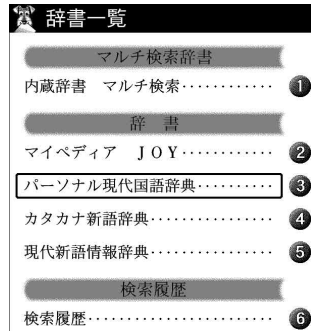 辞書一覧
マルチ検索辞書
内蔵辞書　マルチ検索‥‥‥‥‥‥ 1
辞　書
マイペディア　ＪＯＹ‥‥‥‥‥‥ 2
パーソナル現代国語辞典‥‥‥‥‥ 3
カタカナ新語辞典‥‥‥‥‥‥‥‥ 4
現代新語情報辞典‥‥‥‥‥‥‥‥ 5
検索履歴
検索履歴‥‥‥‥‥‥‥‥‥‥‥‥ 6